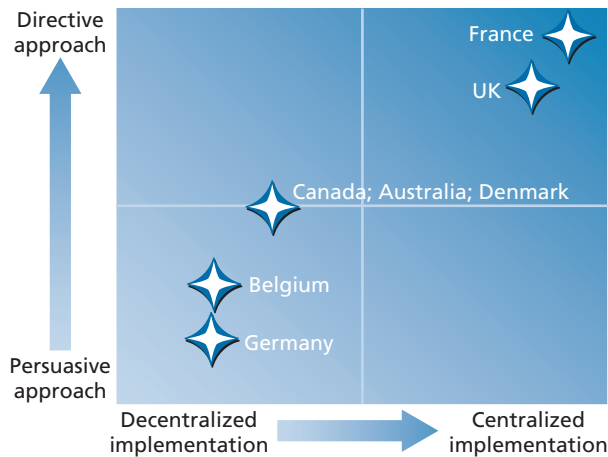 Directive
approach
France
UK
Canada; Australia; Denmark
Belgium
Germany
Persuasive
approach
Decentralized
implementation
Centralized
implementation